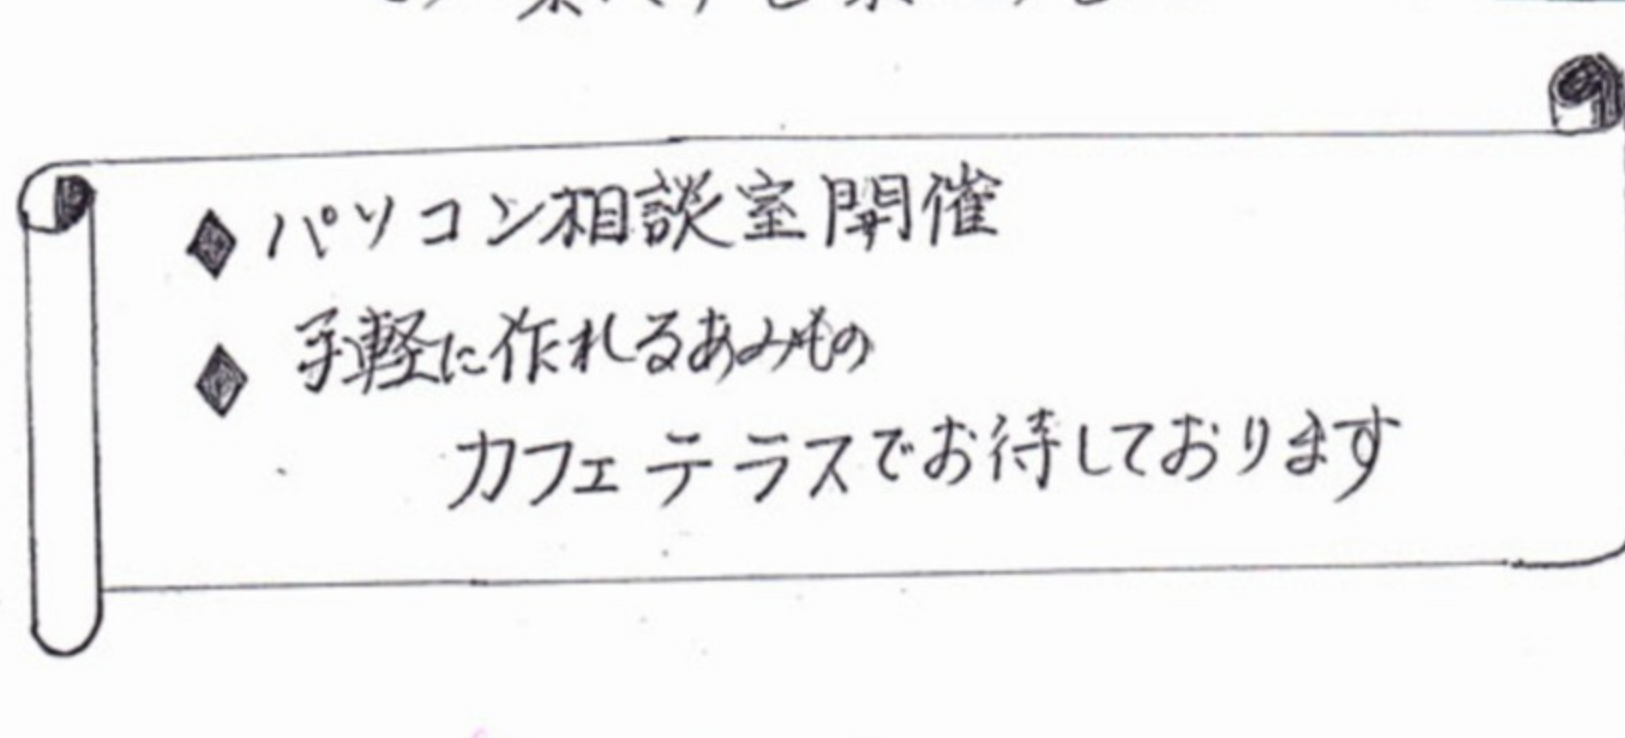 ◆ パソコン相談室開催
◆ 手軽に作れるあみもの
カフェテラスでお待しております